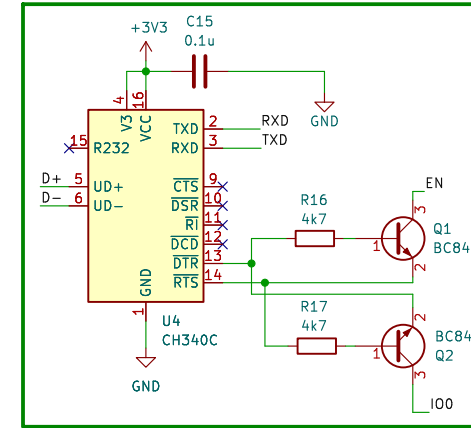 +3V3
C15
0.1u
GND
4
V3
16
VCC
15
R232
TXD
2
RXD
RXD
3
TXD
D+
5
UD+
D-
6
UD-
CTS
9
DSR
10
RI
11
DCD
12
DTR
13
RTS
14
GND
1
U4
CH340C
GND
R16
4k7
EN
3
1
Q1
BC84
2
R17
4k7
2
1
BC84
Q2
3
IO0